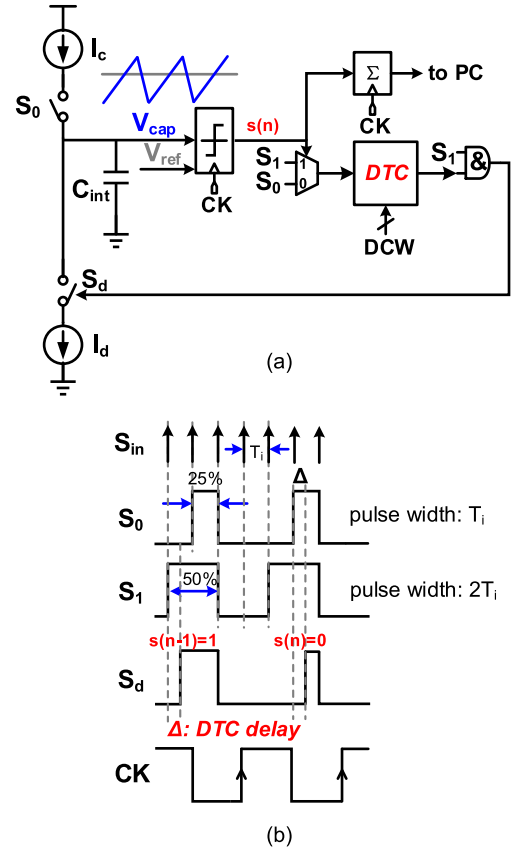 I_c
S_0
V_cap
V_ref
C_int
CK
s(n)
Σ
CK
to PC
S_1
S_0
1
0
DTC
DCW
S_1
&
S_d
I_d
(a)
S_in
T_i
25%
Δ
S_0
pulse width: T_i
50%
S_1
pulse width: 2T_i
s(n-1)=1
s(n)=0
S_d
Δ: DTC delay
CK
(b)